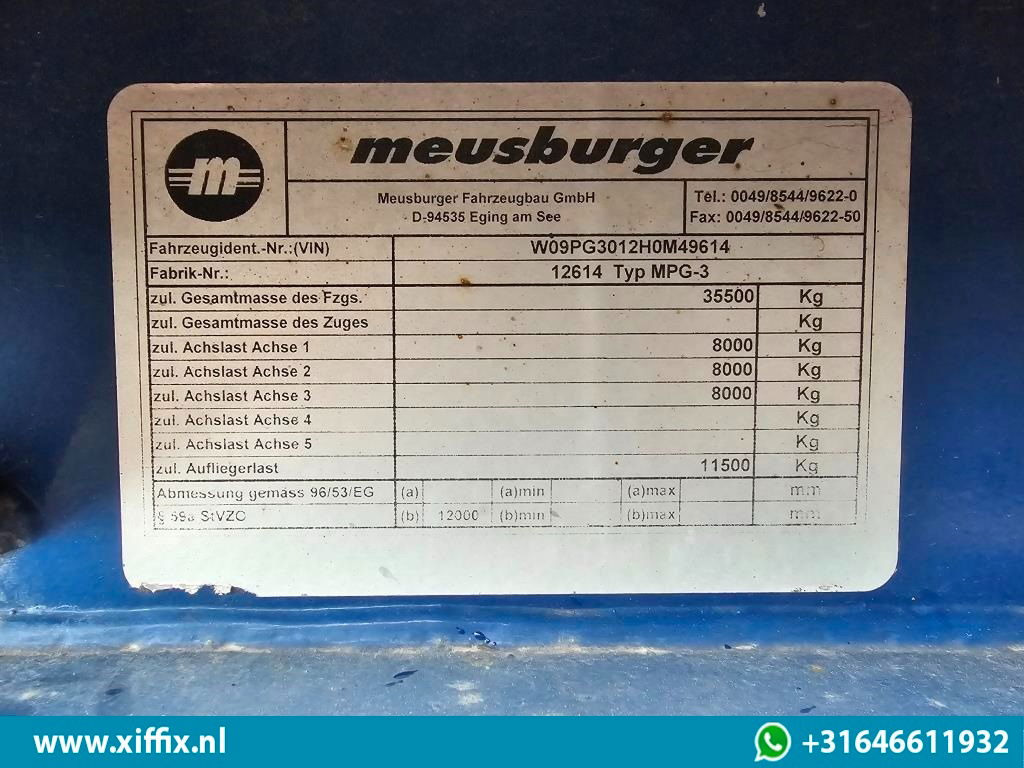 m
meusburger
Meusburger Fahrzeugbau GmbH
D-94535 Eging am See
Tel.: 0049/8544/9622-0
Fax: 0049/8544/9622-50
Fahrzeugident.-Nr.:(VIN) W09PG3012H0M49614
Fabrik-Nr.: 12614 Typ MPG-3
zul. Gesamtmasse des Fzgs. 35500 Kg
zul. Gesamtmasse des Zuges Kg
zul. Achslast Achse 1 8000 Kg
zul. Achslast Achse 2 8000 Kg
zul. Achslast Achse 3 8000 Kg
zul. Achslast Achse 4 Kg
zul. Achslast Achse 5 Kg
zul. Aufliegerlast 11500 Kg
Abmessung gemäss 96/53/EG (a) (a)min (a)max mm
§ 59a StVZO (b) 12000 (b)min (b)max mm
www.xiffix.nl
+31646611932